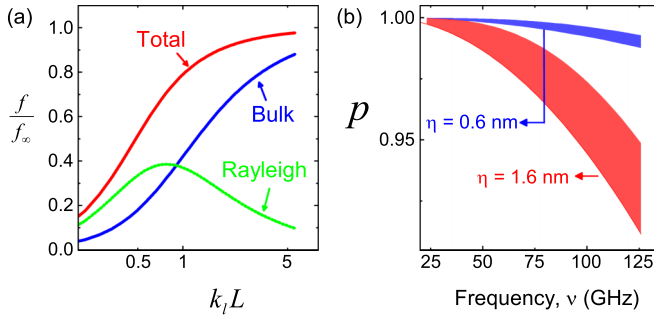 (a)
1.0
0.8
0.6
0.4
0.2
0.0
f
f∞
Total
Bulk
Rayleigh
0.5
1
5
k_l L
(b)
1.00
0.95
p
η = 0.6 nm
η = 1.6 nm
25
50
75
100
125
Frequency, ν (GHz)